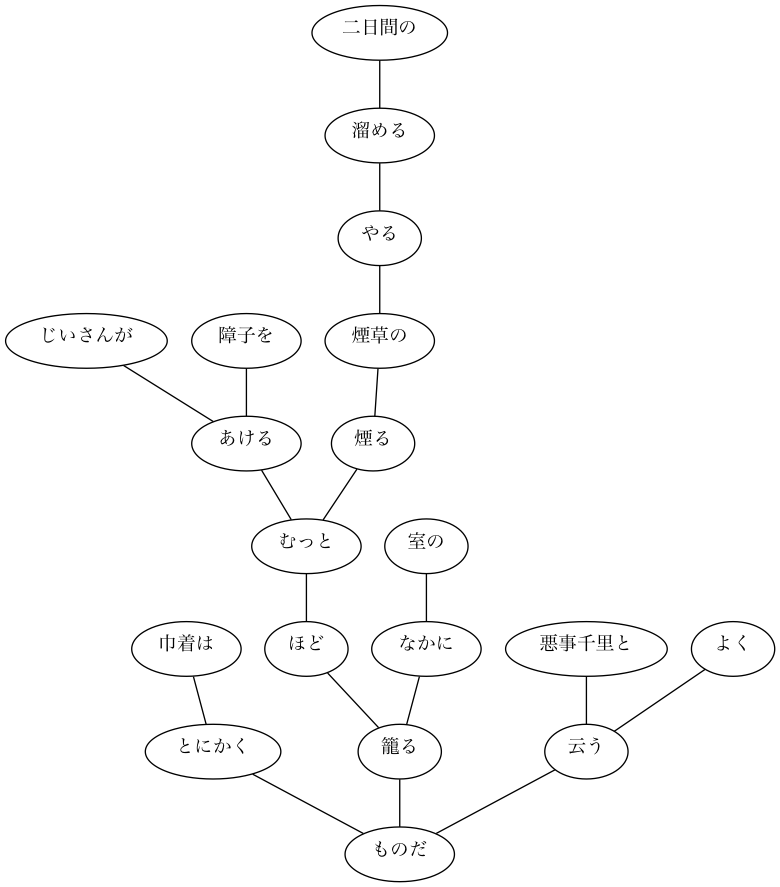 二日間の
溜める
やる
じいさんが
障子を
煙草の
あける
煙る
むっと
室の
巾着は
ほど
なかに
悪事千里と
よく
とにかく
籠る
云う
ものだ